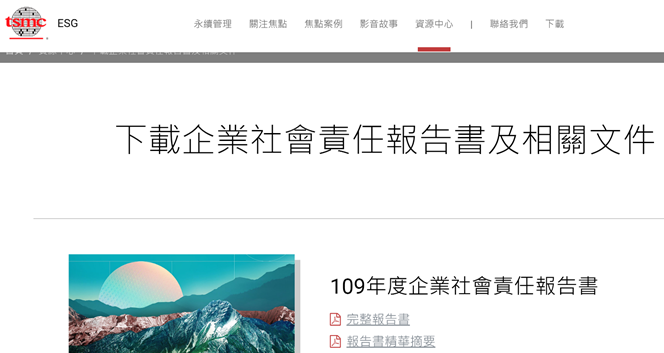 tsmc ESG 永續管理 關注焦點 焦點案例 影音故事 資源中心 | 聯絡我們 下載
下載企業社會責任報告書及相關文件
109年度企業社會責任報告書
完整報告書
報告書精華摘要